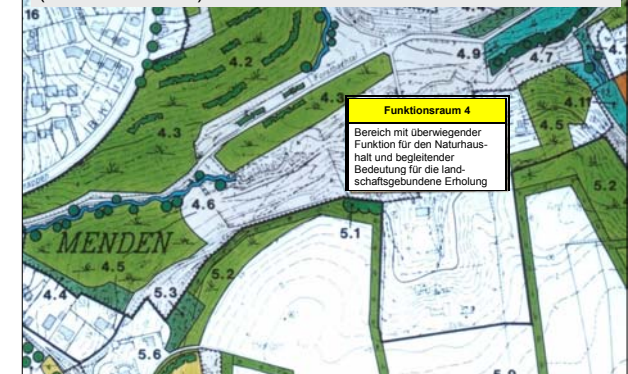 16
4.4
4.2
4.9
4.7
4.3
4.3
4.11
4.5
Funktionsraum 4
Bereich mit überwiegender
Funktion für den Naturhaus-
halt und begleitender
Bedeutung für die land-
schaftsgebundene Erholung
5.2
4.6
5.1
MENDEN
4.5
5.2
4.4
5.3
5.6